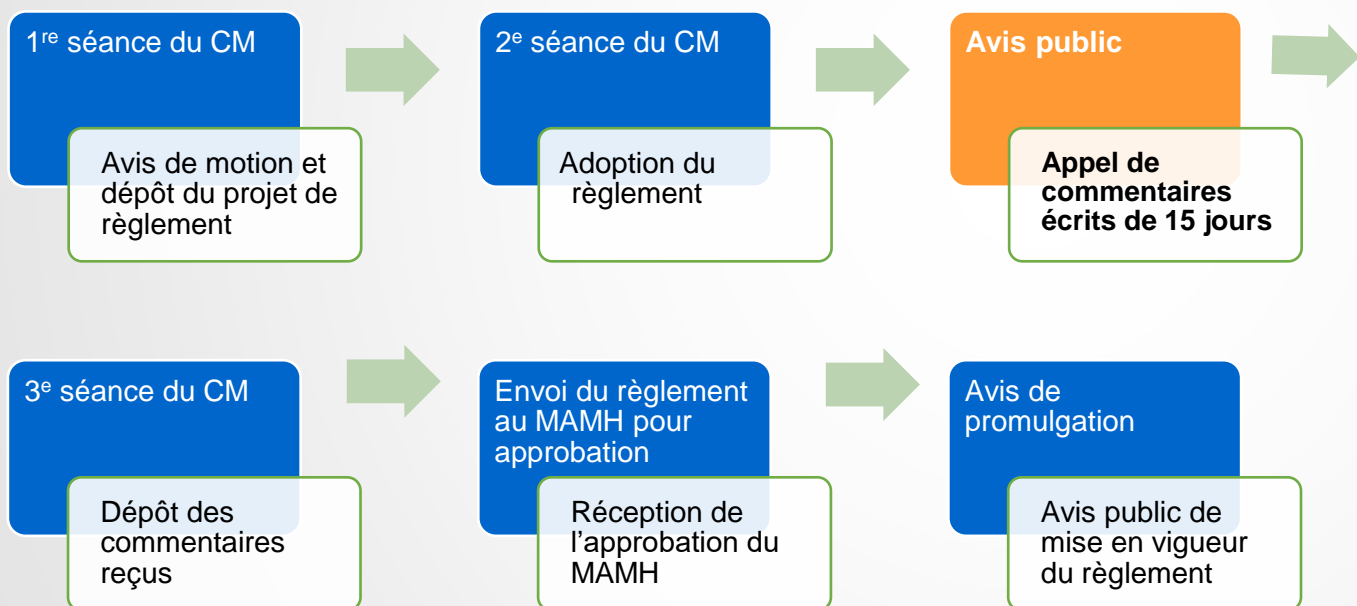 1re séance du CM
Avis de motion et
dépôt du projet de
règlement
2e séance du CM
Adoption du
règlement
Avis public
Appel de
commentaires
écrits de 15 jours
3e séance du CM
Dépôt des
commentaires
reçus
Envoi du règlement
au MAMH pour
approbation
Réception de
l'approbation du
MAMH
Avis de
promulgation
Avis public de
mise en vigueur
du règlement